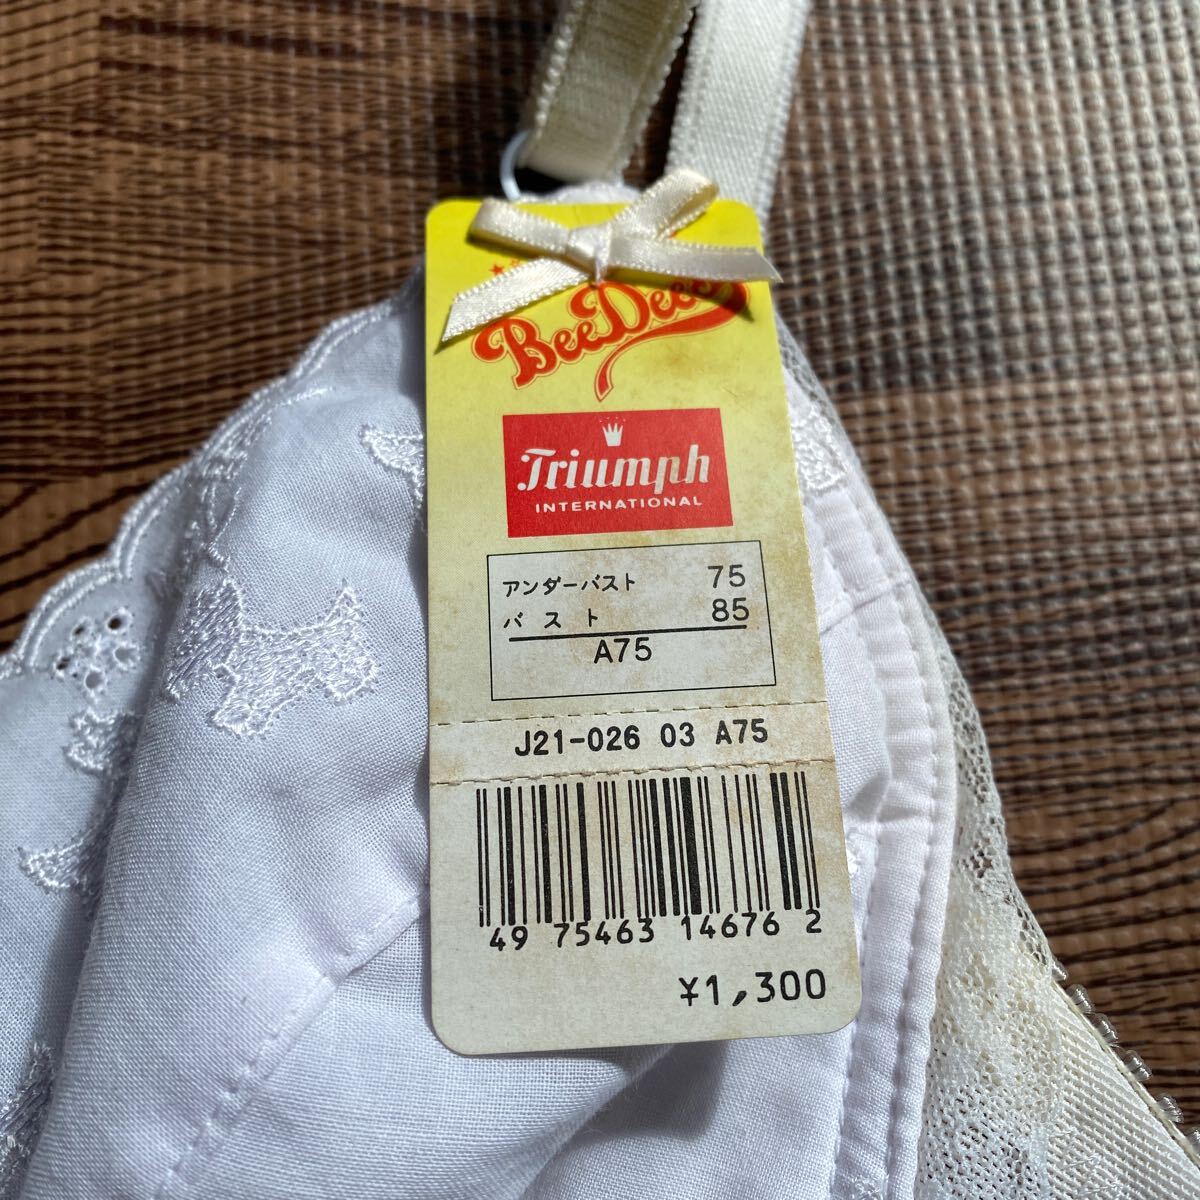 BeeDees
Triumph
INTERNATIONAL
アンダーバスト 75
バスト 85
A75
J21-026 03 A75
49 75463 14676 2
¥1,300